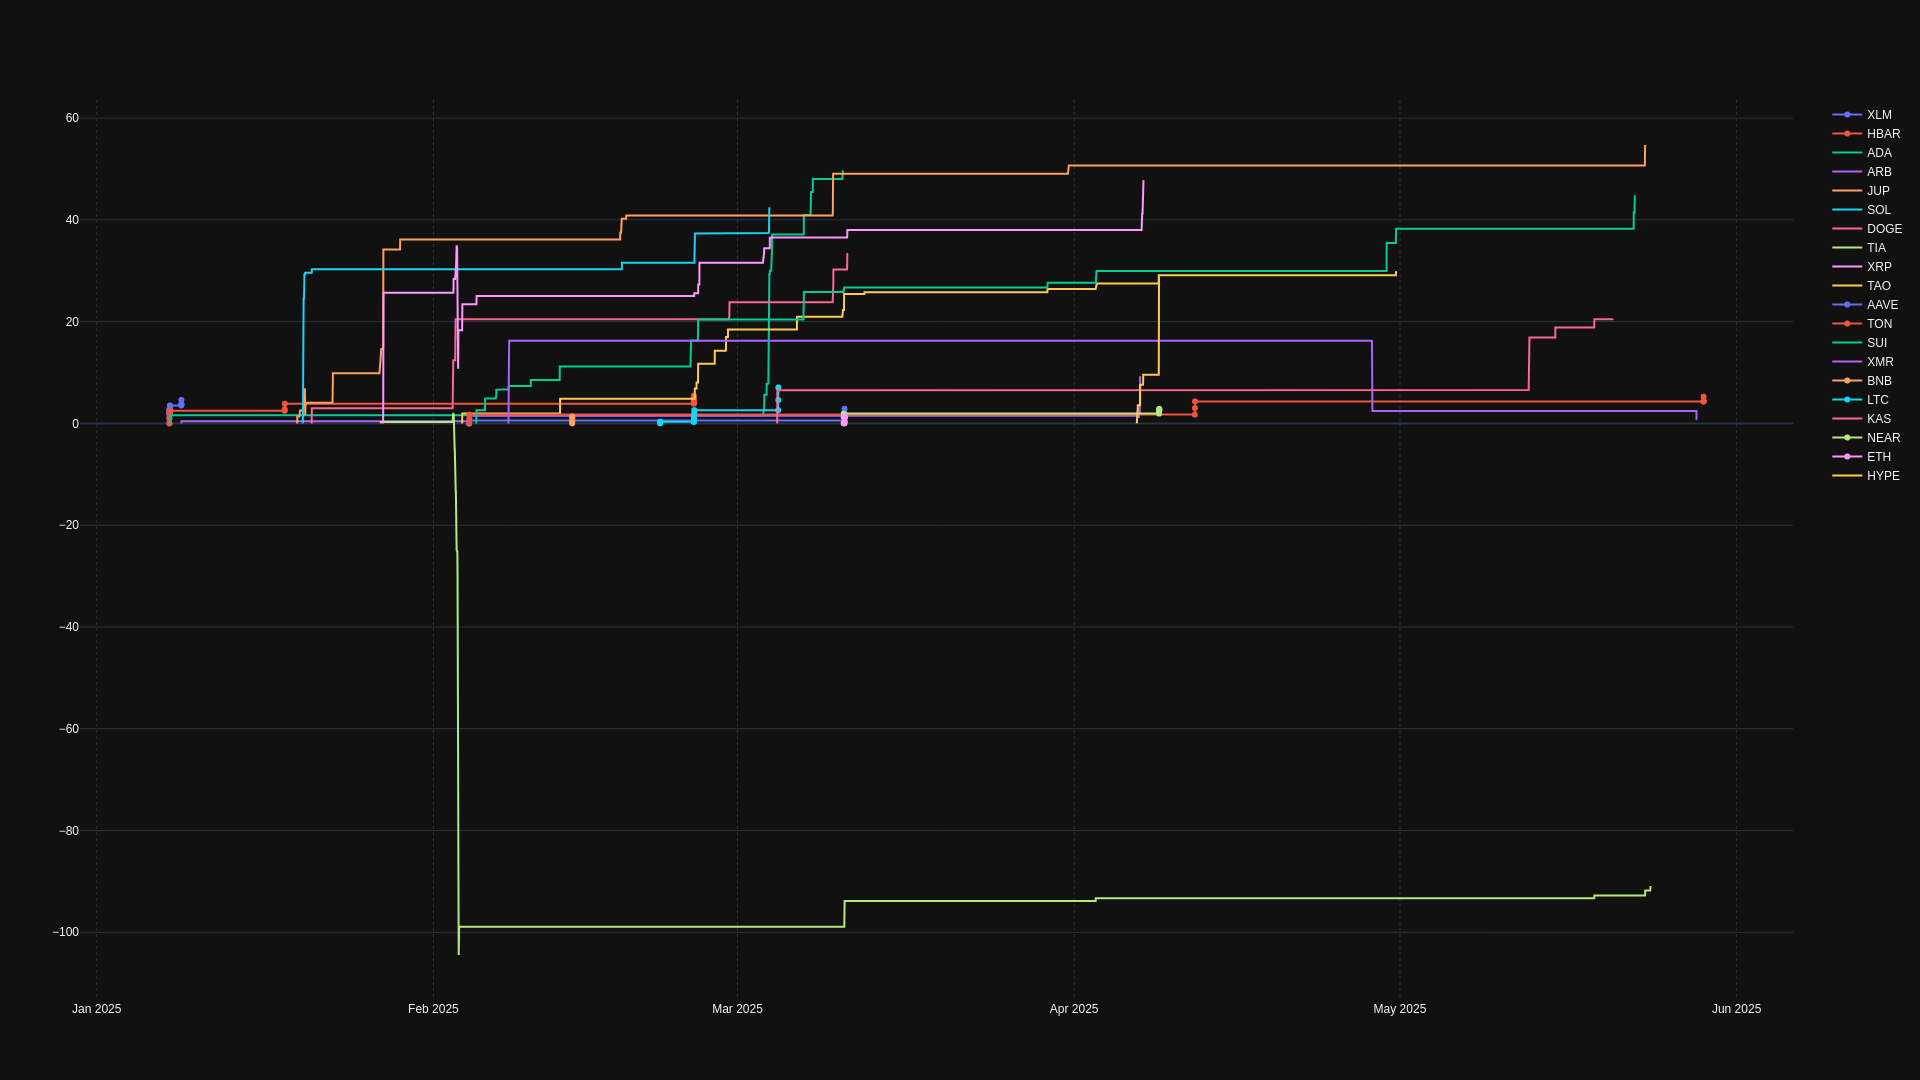 60
40
20
0
−20
−40
−60
−80
−100
Jan 2025
Feb 2025
Mar 2025
Apr 2025
May 2025
Jun 2025
XLM
HBAR
ADA
ARB
JUP
SOL
DOGE
TIA
XRP
TAO
AAVE
TON
SUI
XMR
BNB
LTC
KAS
NEAR
ETH
HYPE